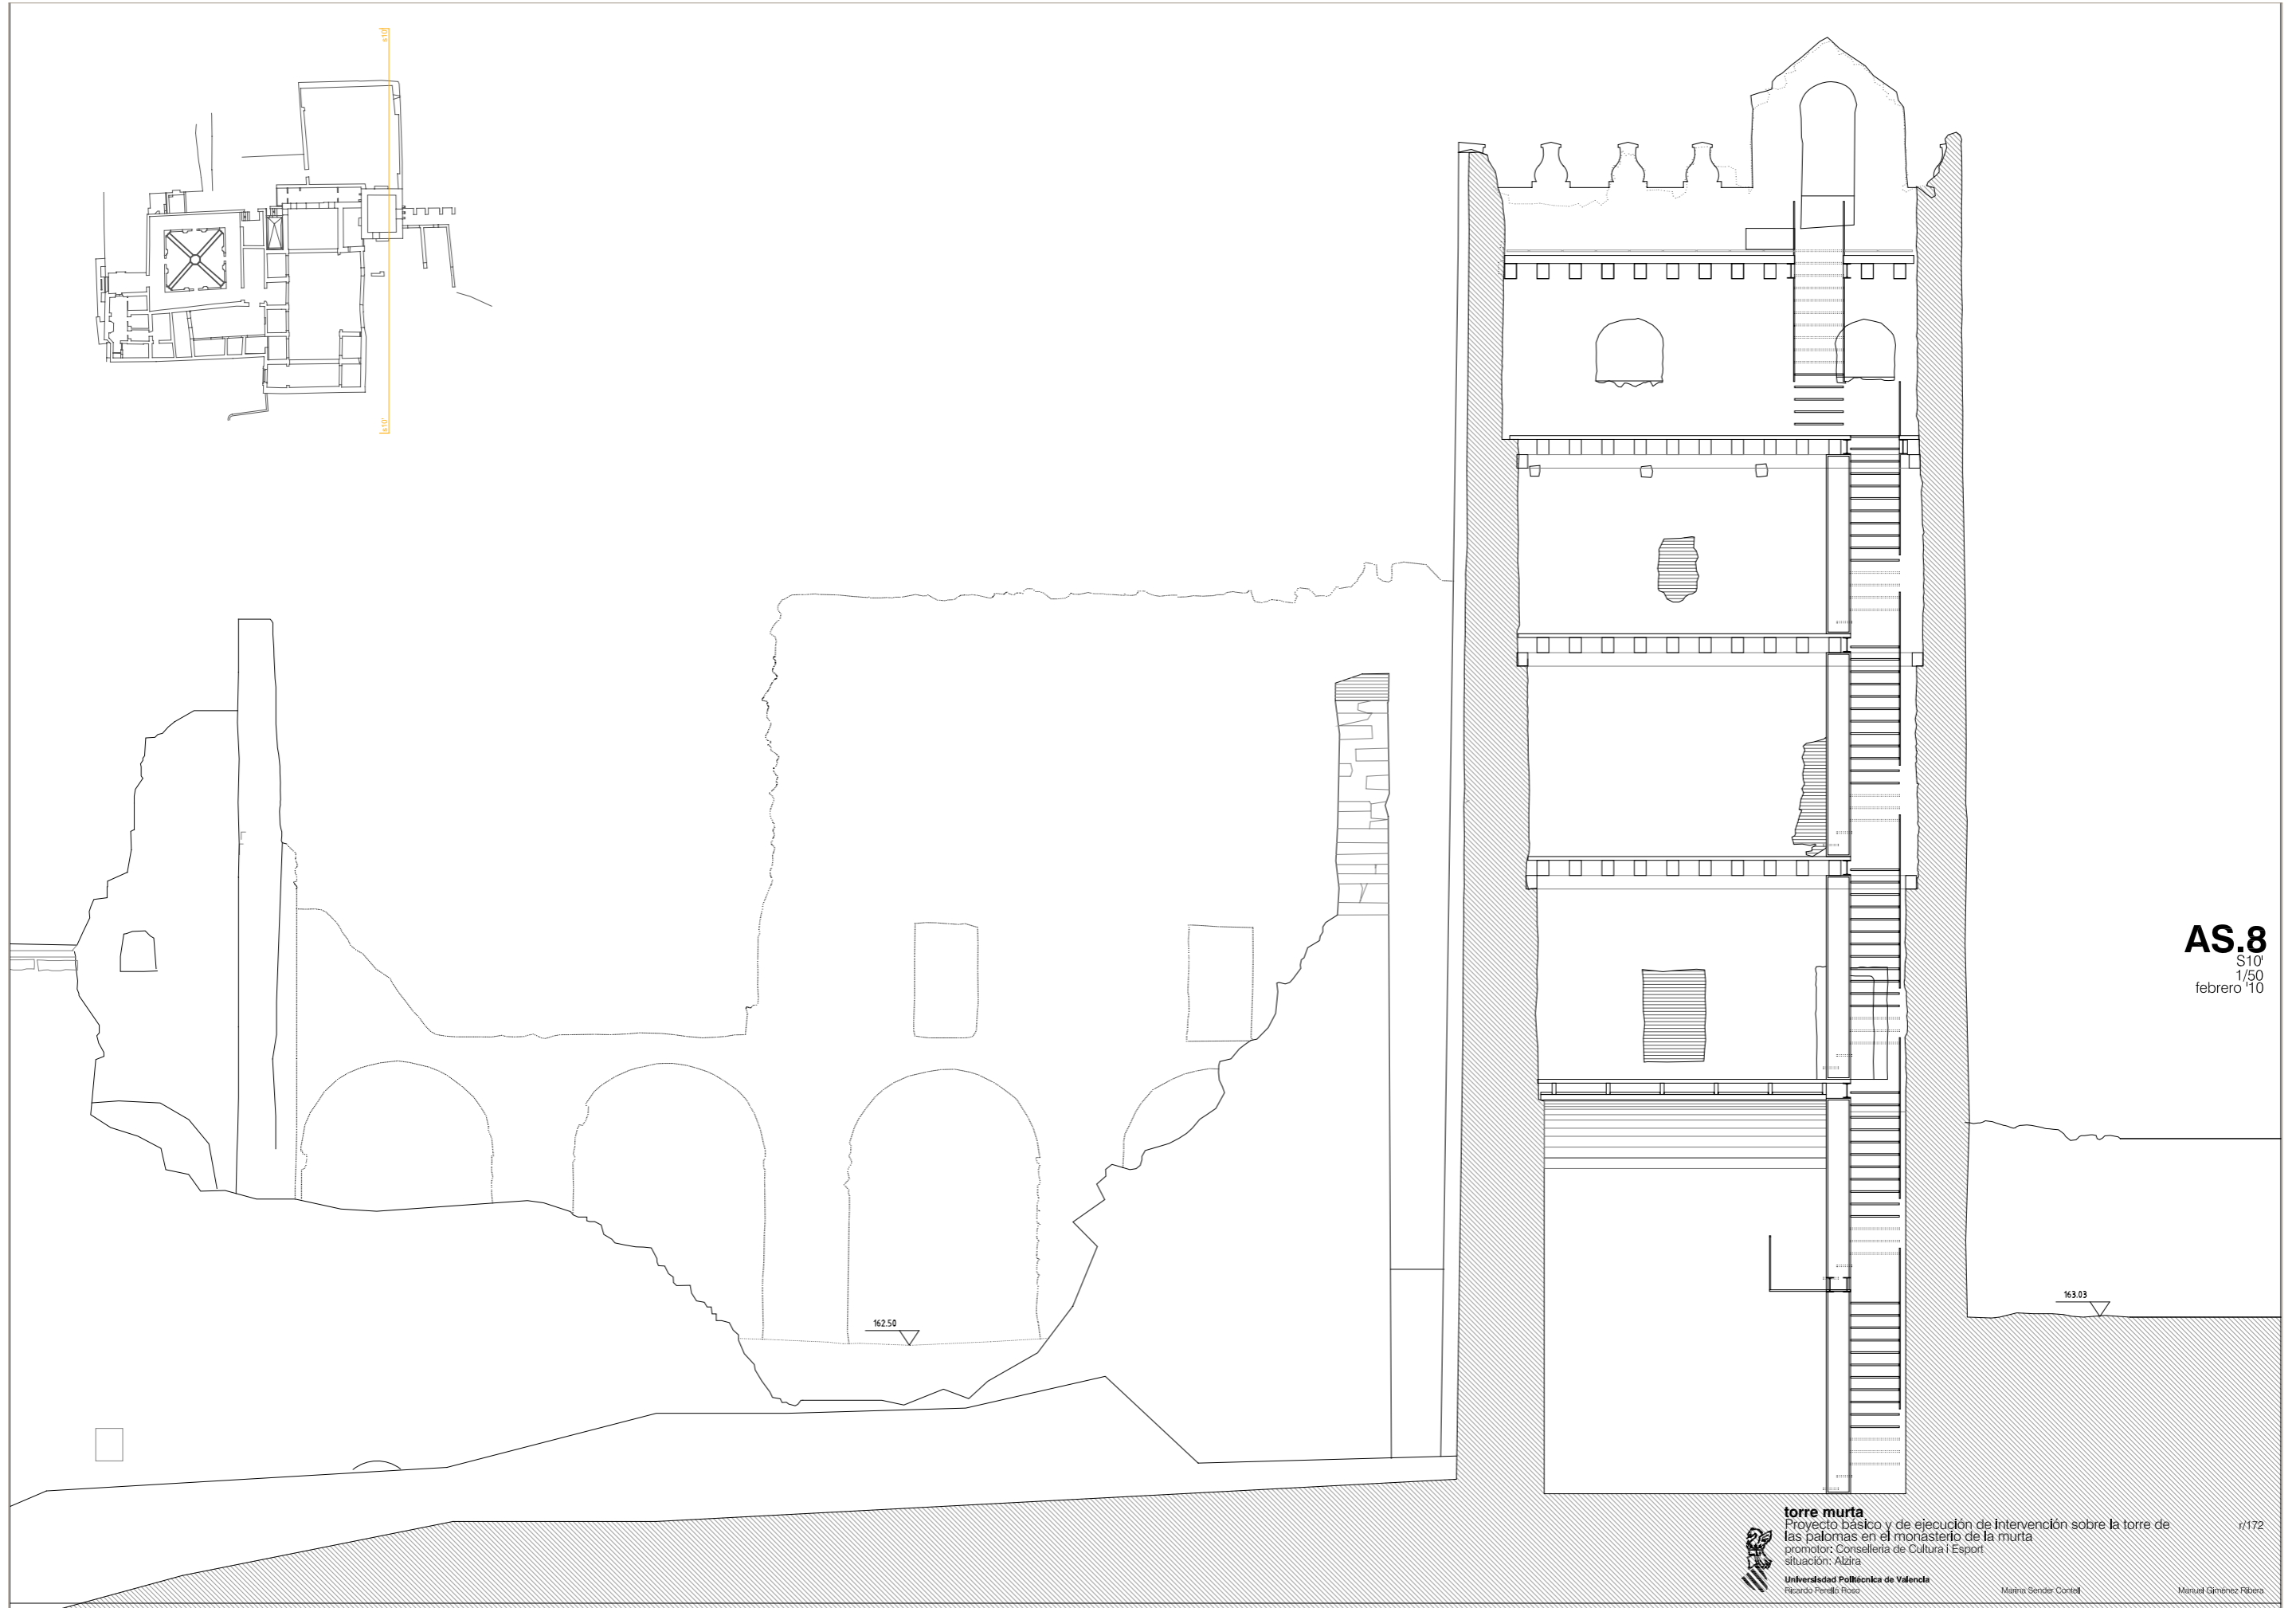 s10'
s10'
AS.8
S10'
1/50
febrero '10
162.50
163.03
torre murta
Proyecto básico y de ejecución de intervención sobre la torre de
las palomas en el monasterio de la murta
r/172
promotor: Conselleria de Cultura i Esport
situación: Alzira
Universisdad Politécnica de Valencia
Ricardo Perelló Roso
Marina Sender Contell
Manuel Giménez Ribera